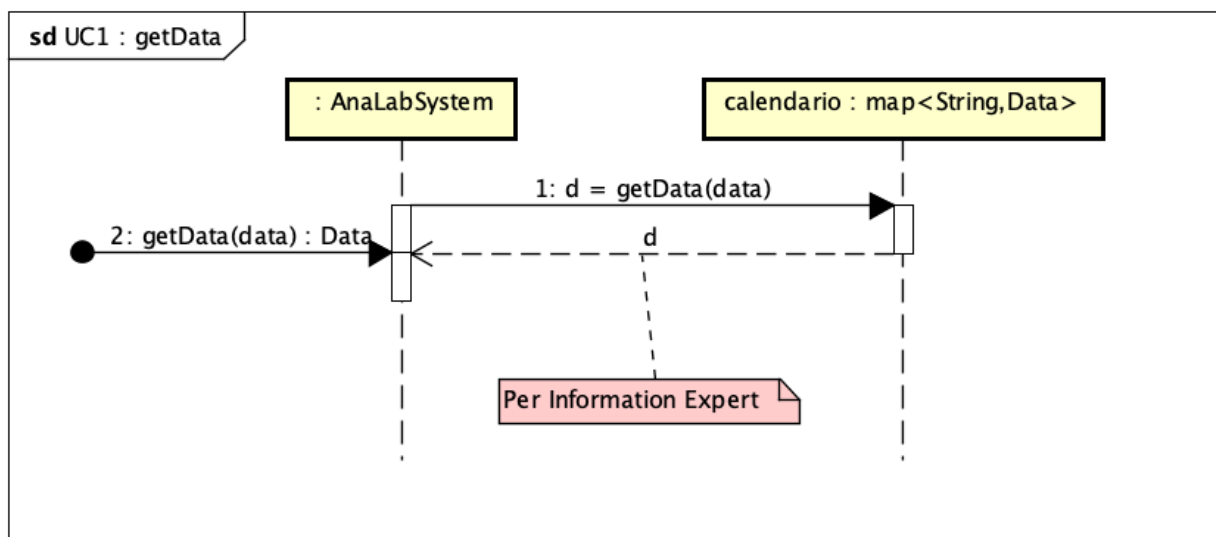 sd UC1 : getData
: AnaLabSystem
calendario : map<String,Data>
1: d = getData(data)
2: getData(data) : Data
d
Per Information Expert